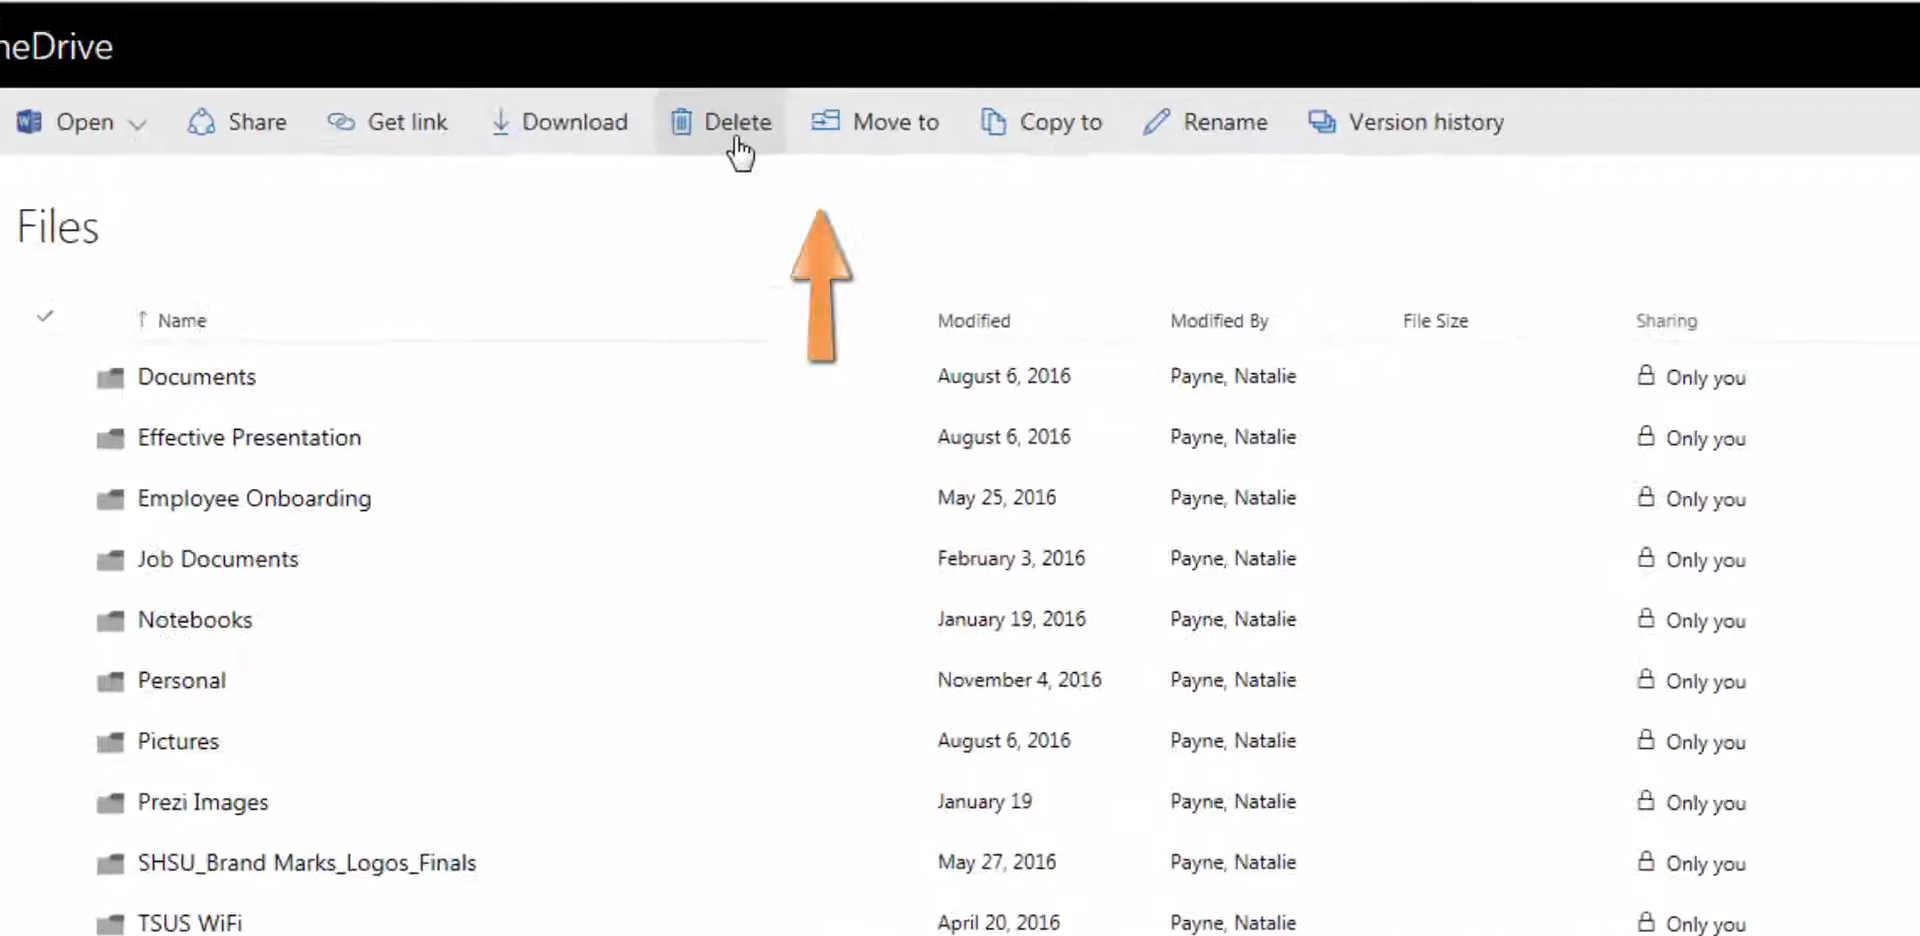 neDrive
Open Share Get link Download Delete Move to Copy to Rename Version history
Files
Name Modified Modified By File Size Sharing
Documents August 6, 2016 Payne, Natalie Only you
Effective Presentation August 6, 2016 Payne, Natalie Only you
Employee Onboarding May 25, 2016 Payne, Natalie Only you
Job Documents February 3, 2016 Payne, Natalie Only you
Notebooks January 19, 2016 Payne, Natalie Only you
Personal November 4, 2016 Payne, Natalie Only you
Pictures August 6, 2016 Payne, Natalie Only you
Prezi Images January 19 Payne, Natalie Only you
SHSU_Brand Marks_Logos_Finals May 27, 2016 Payne, Natalie Only you
TSUS WiFi April 20, 2016 Payne, Natalie Only you